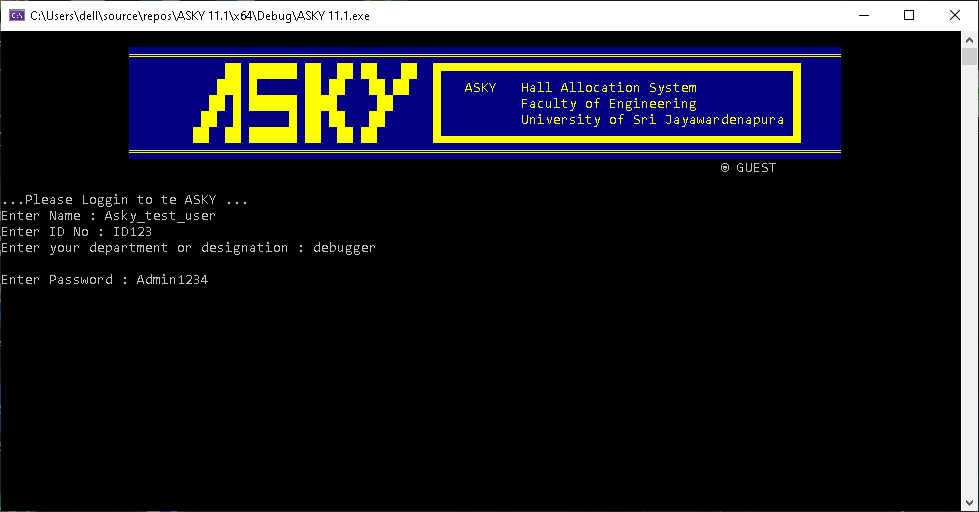 C:\Users\dell\source\repos\ASKY 11.1\x64\Debug\ASKY 11.1.exe
ASKY
ASKY Hall Allocation System
Faculty of Engineering
University of Sri Jayawardenapura
GUEST
...Please Loggin to te ASKY ...
Enter Name : Asky_test_user
Enter ID No : ID123
Enter your department or designation : debugger
Enter Password : Admin1234